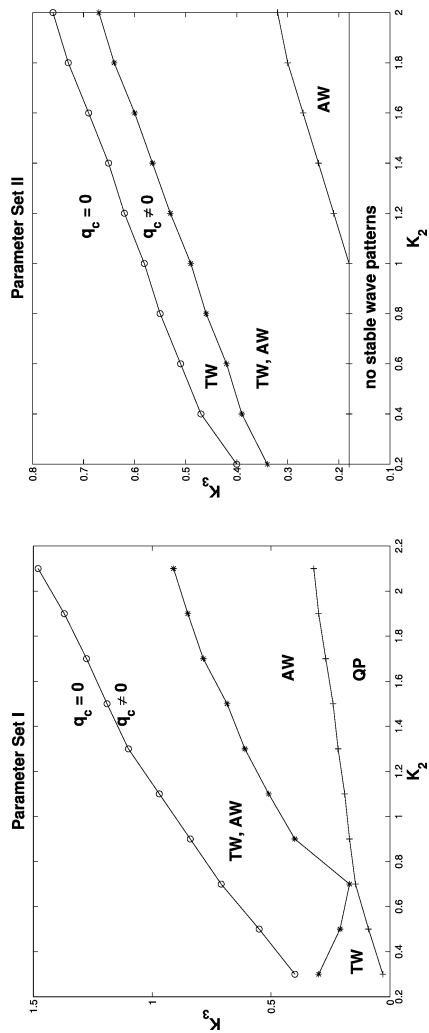 Parameter Set I
1.5
1
0.5
0
K3
q_c = 0
q_c ≠ 0
TW, AW
AW
TW
QP
0.2
0.4
0.6
0.8
1
1.2
1.4
1.6
1.8
2
2.2
K2
Parameter Set II
0.8
0.7
0.6
0.5
0.4
0.3
0.2
0.1
K3
q_c = 0
q_c ≠ 0
TW
TW, AW
AW
no stable wave patterns
0.2
0.4
0.6
0.8
1
1.2
1.4
1.6
1.8
2
K2